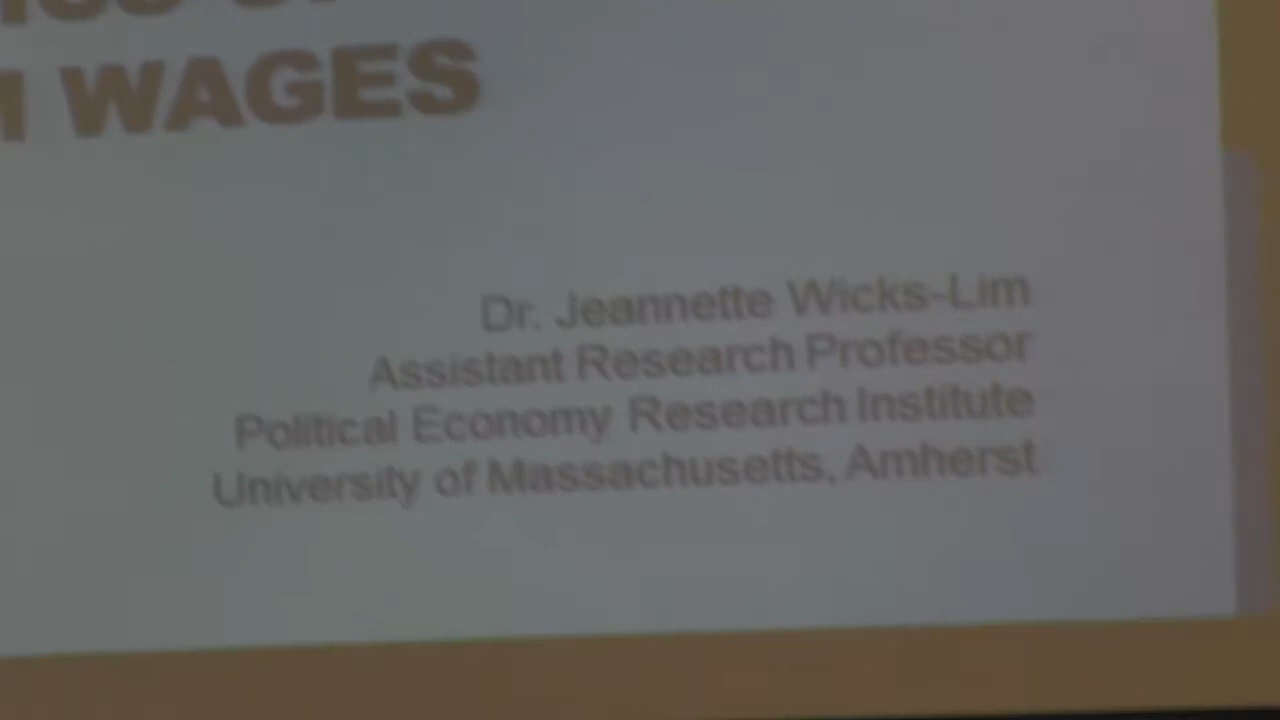 WAGES
Dr. Jeannette Wicks-Lim
Assistant Research Professor
Political Economy Research Institute
University of Massachusetts, Amherst